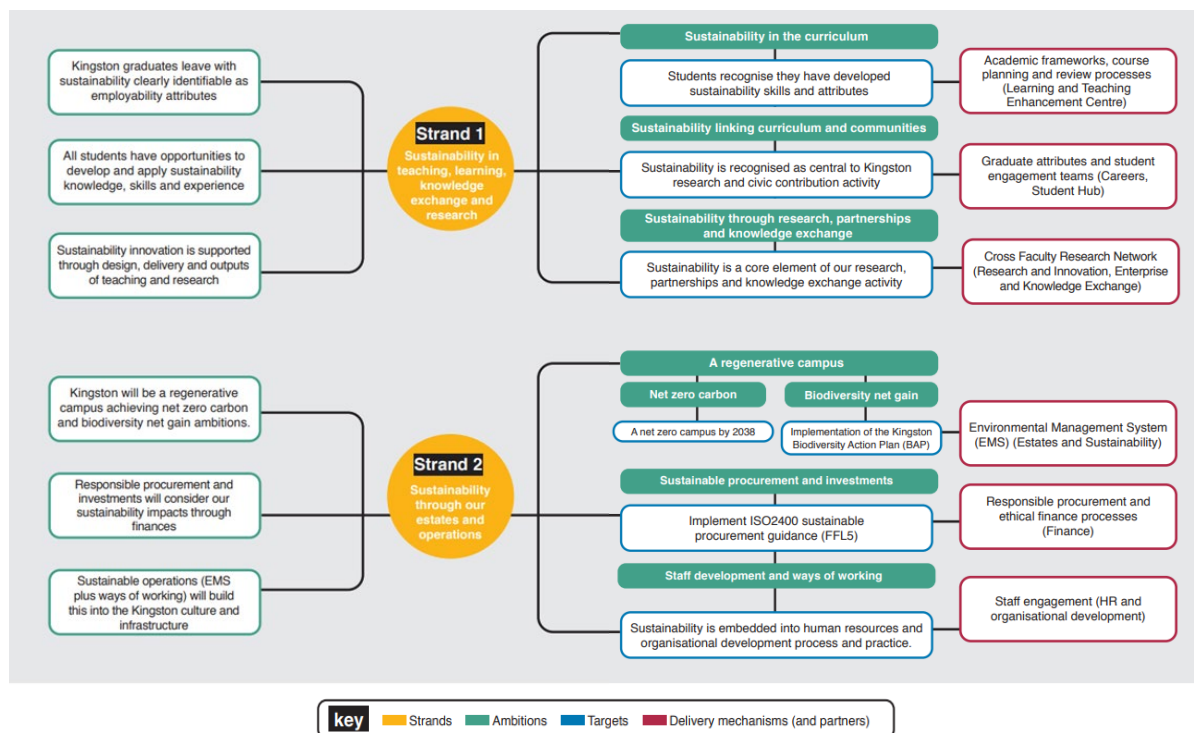 Kingston graduates leave with
sustainability clearly identifiable as
employability attributes
All students have opportunities to
develop and apply sustainability
knowledge, skills and experience
Sustainability innovation is supported
through design, delivery and outputs
of teaching and research
Strand 1
Sustainability in
teaching, learning,
knowledge
exchange and
research
Sustainability in the curriculum
Students recognise they have developed
sustainability skills and attributes
Academic frameworks, course
planning and review processes
(Learning and Teaching
Enhancement Centre)
Sustainability linking curriculum and communities
Sustainability is recognised as central to Kingston
research and civic contribution activity
Graduate attributes and student
engagement teams (Careers,
Student Hub)
Sustainability through research, partnerships
and knowledge exchange
Sustainability is a core element of our research,
partnerships and knowledge exchange activity
Cross Faculty Research Network
(Research and Innovation, Enterprise
and Knowledge Exchange)
Kingston will be a regenerative
campus achieving net zero carbon
and biodiversity net gain ambitions.
Responsible procurement and
investments will consider our
sustainability impacts through
finances
Sustainable operations (EMS
plus ways of working) will build
this into the Kingston culture and
infrastructure
Strand 2
Sustainability
through our
estates and
operations
A regenerative campus
Net zero carbon
Biodiversity net gain
A net zero campus by 2038
Implementation of the Kingston
Biodiversity Action Plan (BAP)
Environmental Management System
(EMS) (Estates and Sustainability)
Sustainable procurement and investments
Implement ISO2400 sustainable
procurement guidance (FFL5)
Responsible procurement and
ethical finance processes
(Finance)
Staff development and ways of working
Sustainability is embedded into human resources and
organisational development process and practice.
Staff engagement (HR and
organisational development)
key
Strands
Ambitions
Targets
Delivery mechanisms (and partners)